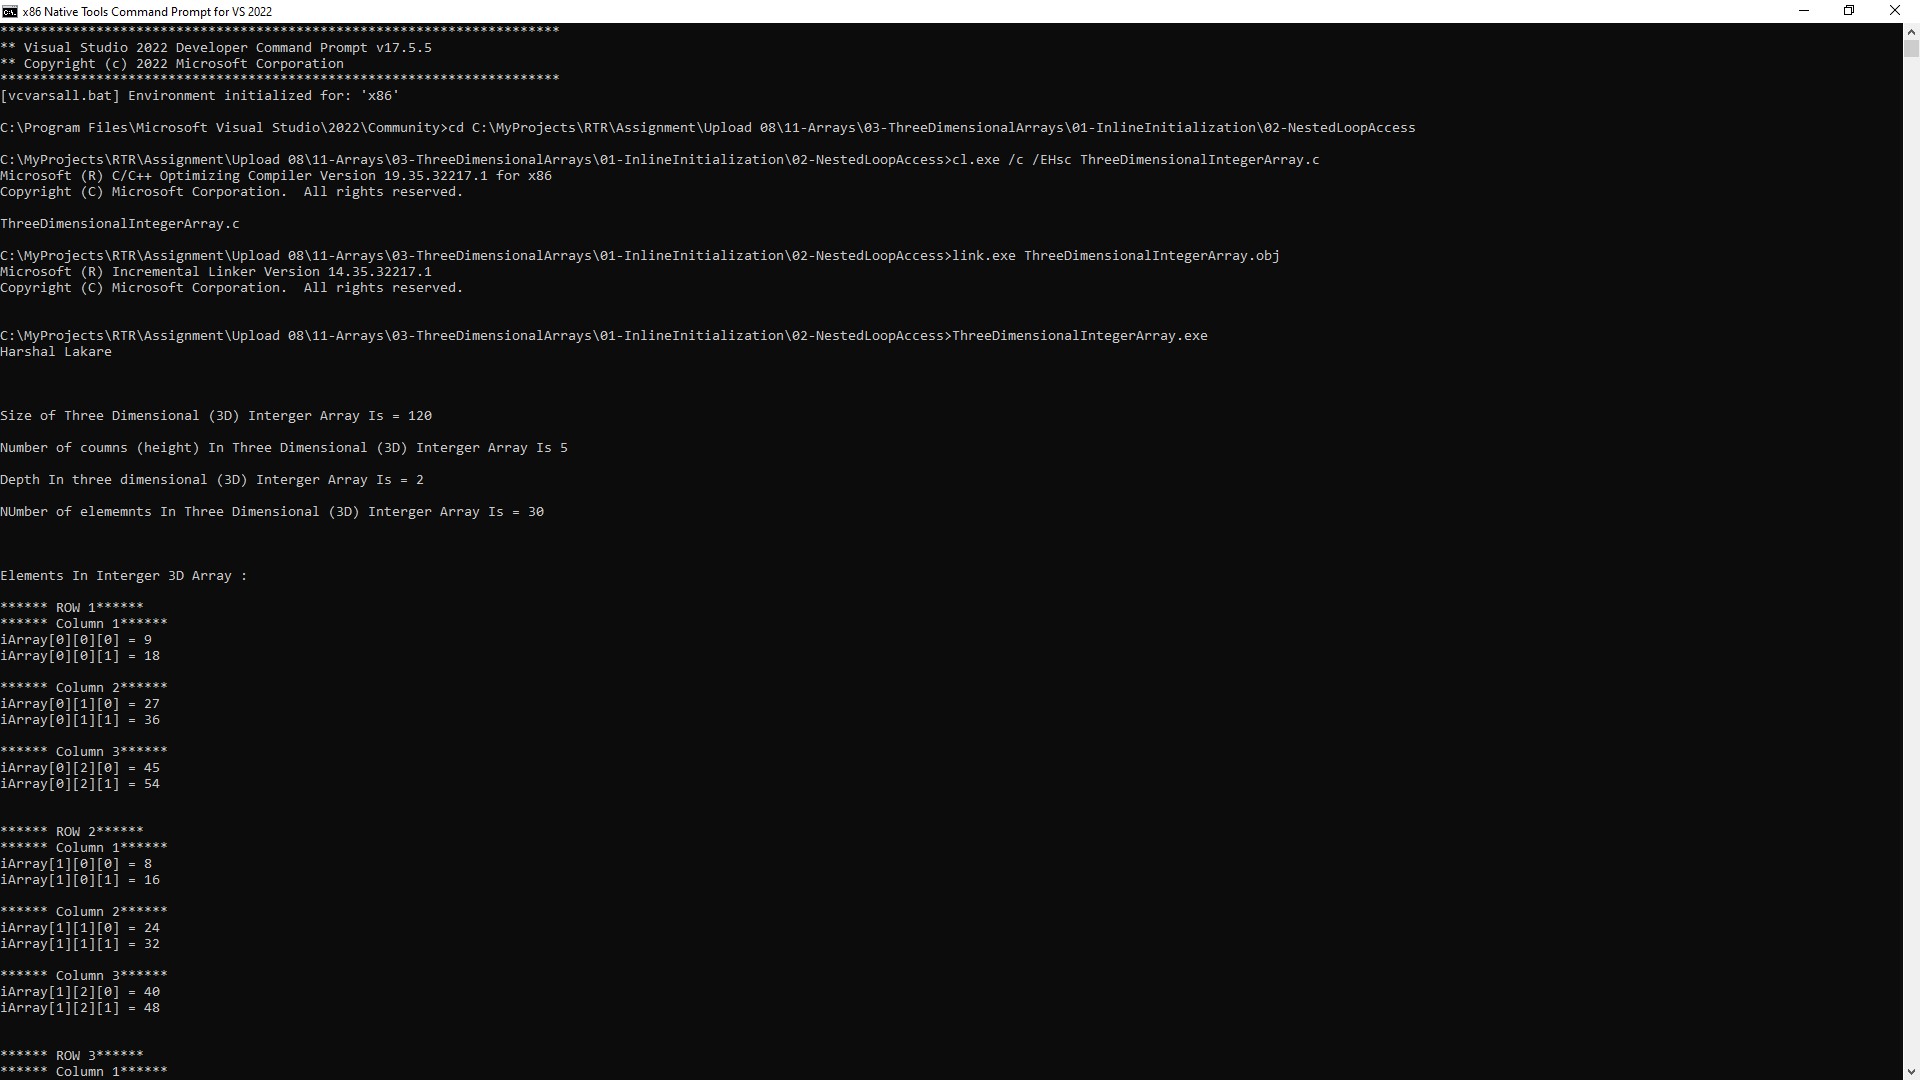 x86 Native Tools Command Prompt for VS 2022
**********************************************************************
** Visual Studio 2022 Developer Command Prompt v17.5.5
** Copyright (c) 2022 Microsoft Corporation
**********************************************************************
[vcvarsall.bat] Environment initialized for: 'x86'
C:\Program Files\Microsoft Visual Studio\2022\Community>cd C:\MyProjects\RTR\Assignment\Upload 08\11-Arrays\03-ThreeDimensionalArrays\01-InlineInitialization\02-NestedLoopAccess
C:\MyProjects\RTR\Assignment\Upload 08\11-Arrays\03-ThreeDimensionalArrays\01-InlineInitialization\02-NestedLoopAccess>cl.exe /c /EHsc ThreeDimensionalIntegerArray.c
Microsoft (R) C/C++ Optimizing Compiler Version 19.35.32217.1 for x86
Copyright (C) Microsoft Corporation.  All rights reserved.
ThreeDimensionalIntegerArray.c
C:\MyProjects\RTR\Assignment\Upload 08\11-Arrays\03-ThreeDimensionalArrays\01-InlineInitialization\02-NestedLoopAccess>link.exe ThreeDimensionalIntegerArray.obj
Microsoft (R) Incremental Linker Version 14.35.32217.1
Copyright (C) Microsoft Corporation.  All rights reserved.
C:\MyProjects\RTR\Assignment\Upload 08\11-Arrays\03-ThreeDimensionalArrays\01-InlineInitialization\02-NestedLoopAccess>ThreeDimensionalIntegerArray.exe
Harshal Lakare
Size of Three Dimensional (3D) Interger Array Is = 120
Number of coumns (height) In Three Dimensional (3D) Interger Array Is 5
Depth In three dimensional (3D) Interger Array Is = 2
NUmber of elememnts In Three Dimensional (3D) Interger Array Is = 30
Elements In Interger 3D Array :
****** ROW 1******
****** Column 1******
iArray[0][0][0] = 9
iArray[0][0][1] = 18
****** Column 2******
iArray[0][1][0] = 27
iArray[0][1][1] = 36
****** Column 3******
iArray[0][2][0] = 45
iArray[0][2][1] = 54
****** ROW 2******
****** Column 1******
iArray[1][0][0] = 8
iArray[1][0][1] = 16
****** Column 2******
iArray[1][1][0] = 24
iArray[1][1][1] = 32
****** Column 3******
iArray[1][2][0] = 40
iArray[1][2][1] = 48
****** ROW 3******
****** Column 1******